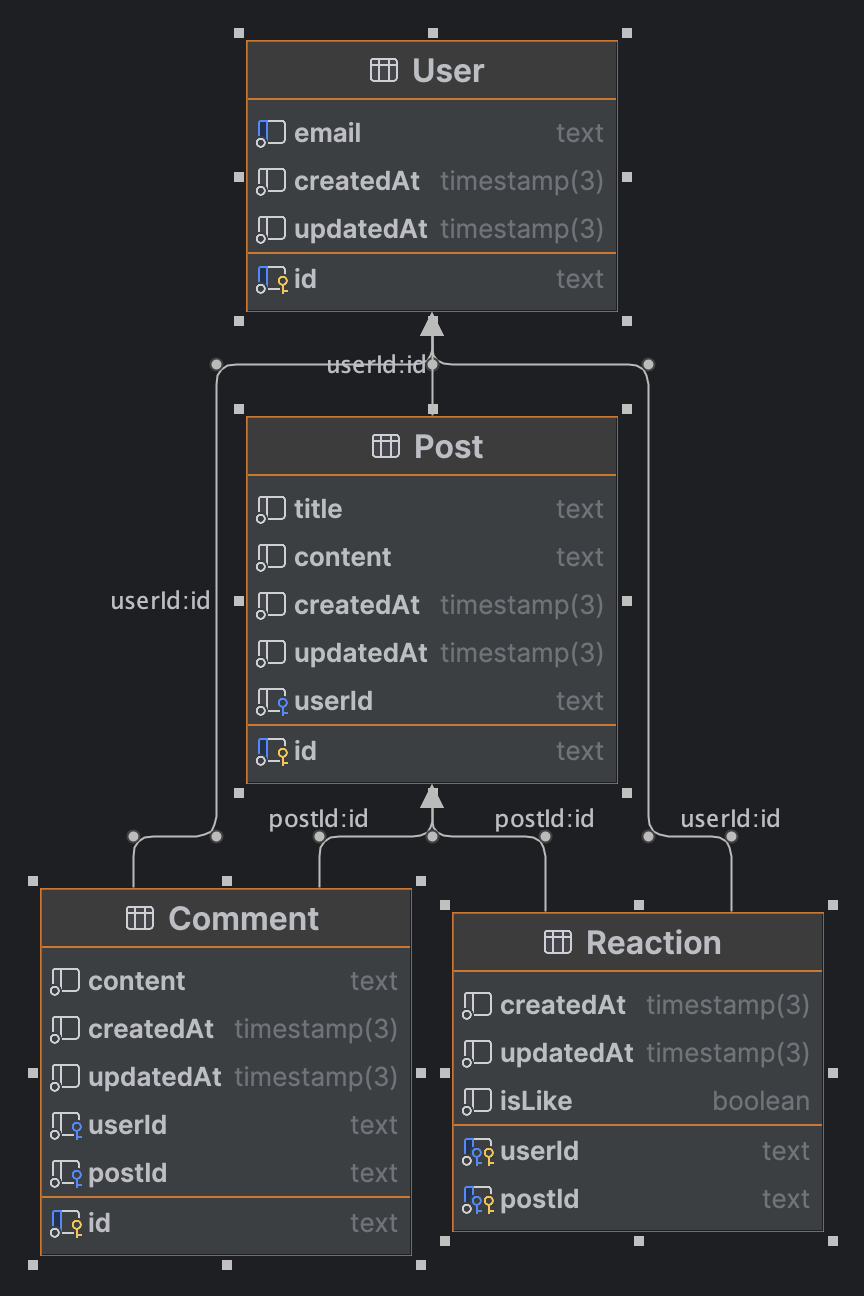 User
email text
createdAt timestamp(3)
updatedAt timestamp(3)
id text
userId:id
Post
title text
content text
createdAt timestamp(3)
updatedAt timestamp(3)
userId text
id text
userId:id
postId:id
postId:id
userId:id
Comment
content text
createdAt timestamp(3)
updatedAt timestamp(3)
userId text
postId text
id text
Reaction
createdAt timestamp(3)
updatedAt timestamp(3)
isLike boolean
userId text
postId text